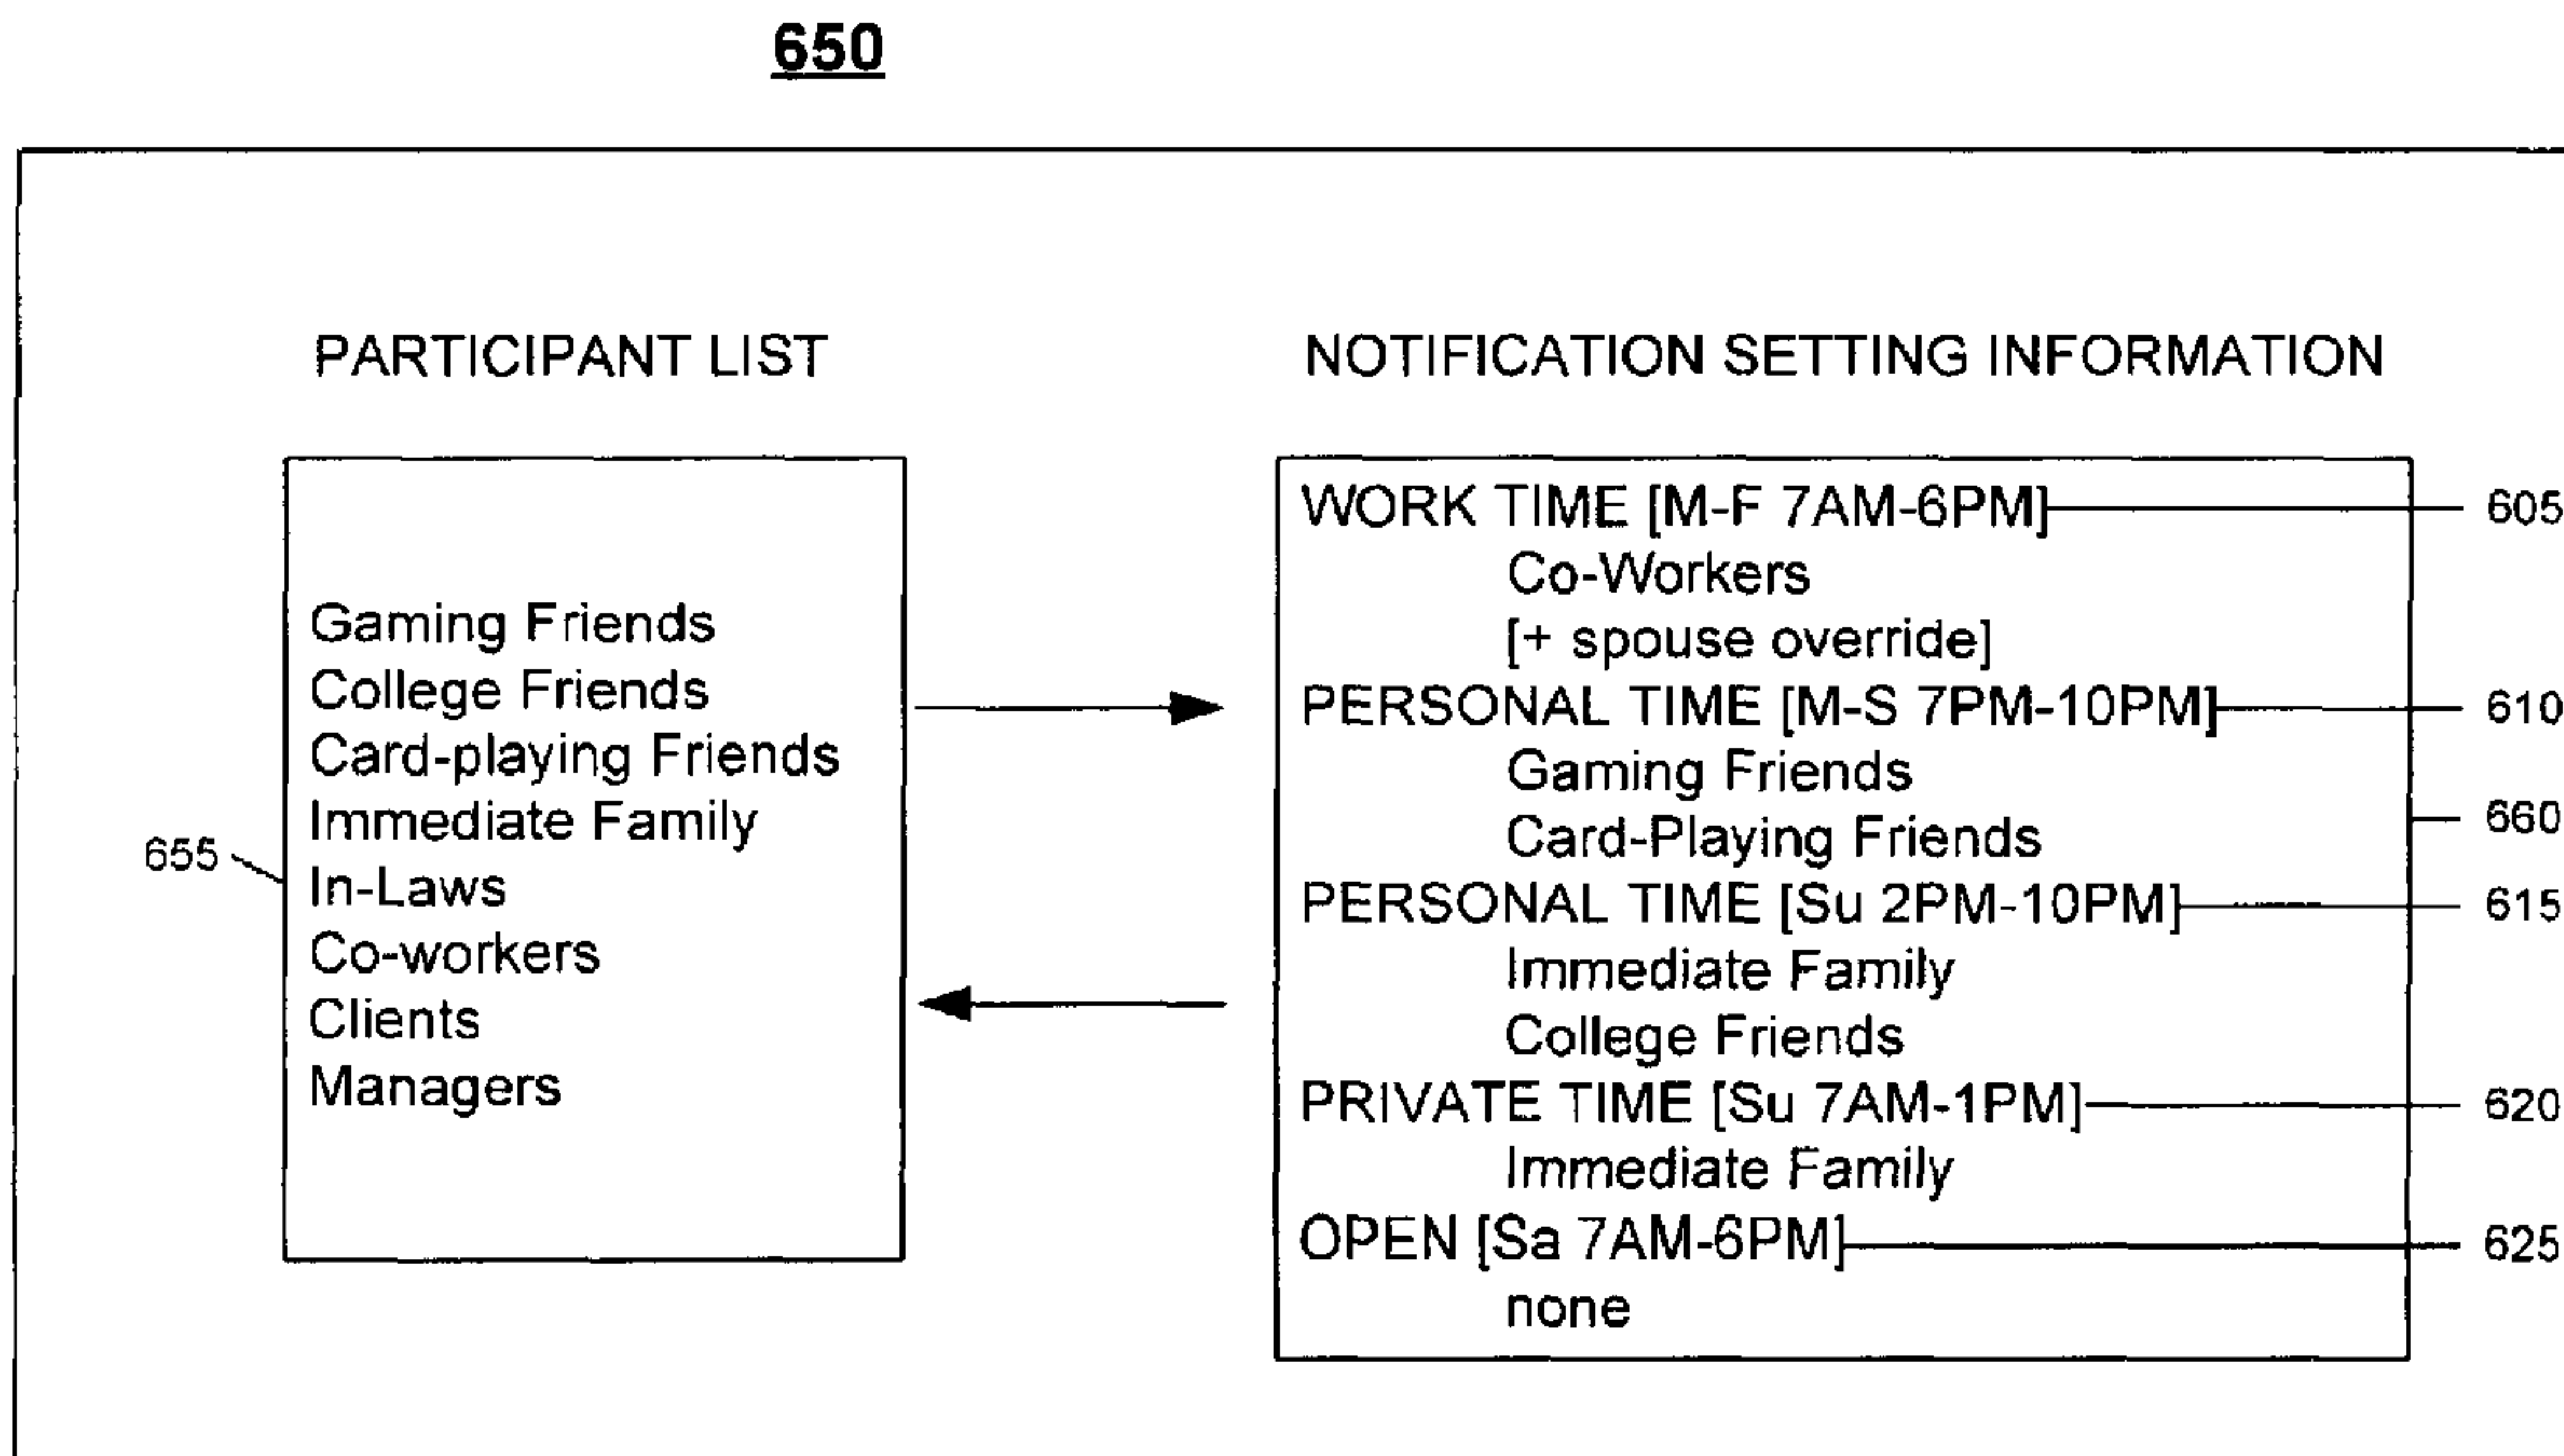 650
PARTICIPANT LIST
Gaming Friends
College Friends
Card-playing Friends
Immediate Family
In-Laws
Co-workers
Clients
Managers
655
NOTIFICATION SETTING INFORMATION
WORK TIME [M-F 7AM-6PM] 605
Co-Workers
[+ spouse override]
PERSONAL TIME [M-S 7PM-10PM] 610
Gaming Friends
Card-Playing Friends 660
PERSONAL TIME [Su 2PM-10PM] 615
Immediate Family
College Friends
PRIVATE TIME [Su 7AM-1PM] 620
Immediate Family
OPEN [Sa 7AM-6PM] 625
none